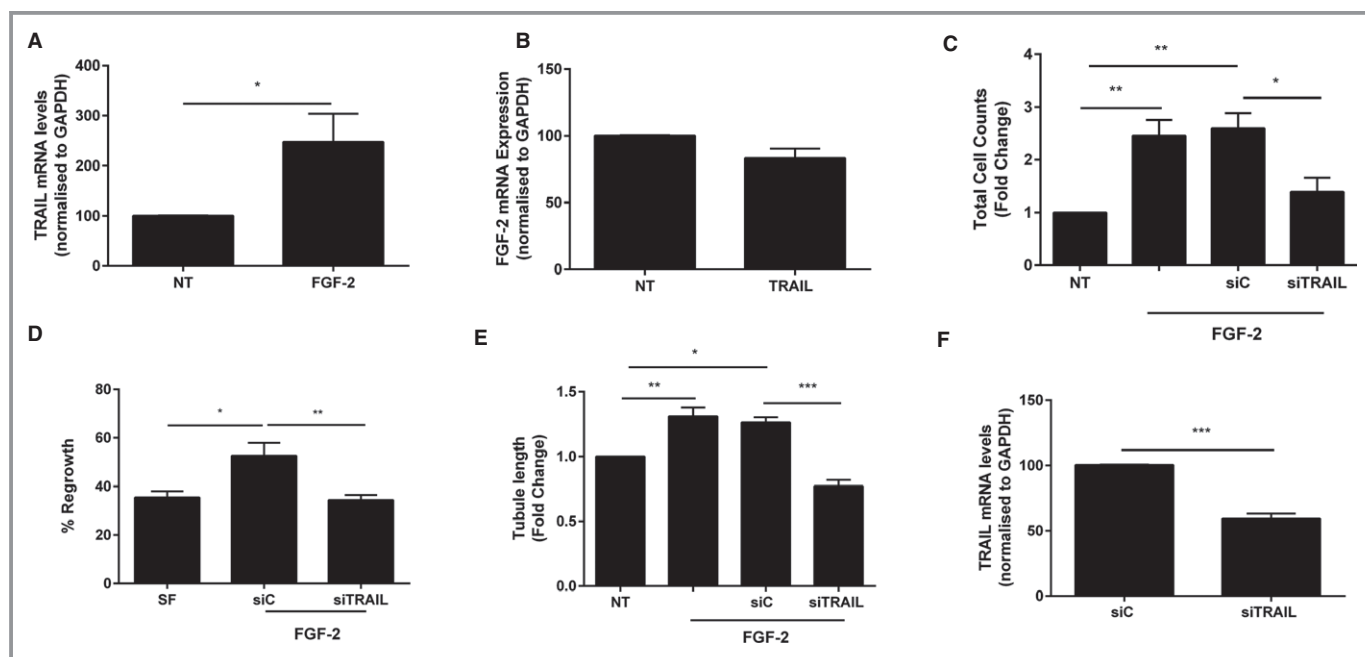 A
TRAIL mRNA levels
(normalised to GAPDH)
400
300
200
100
0
*
NT
FGF-2
B
FGF-2 mRNA Expression
(normalised to GAPDH)
150
100
50
0
NT
TRAIL
C
Total Cell Counts
(Fold Change)
4
3
2
1
0
**
**
*
NT
siC
siTRAIL
FGF-2
D
% Regrowth
80
60
40
20
0
*
**
SF
siC
siTRAIL
FGF-2
E
Tubule length
(Fold Change)
1.5
1.0
0.5
0.0
*
**
***
NT
siC
siTRAIL
FGF-2
F
TRAIL mRNA levels
(normalised to GAPDH)
150
100
50
0
***
siC
siTRAIL